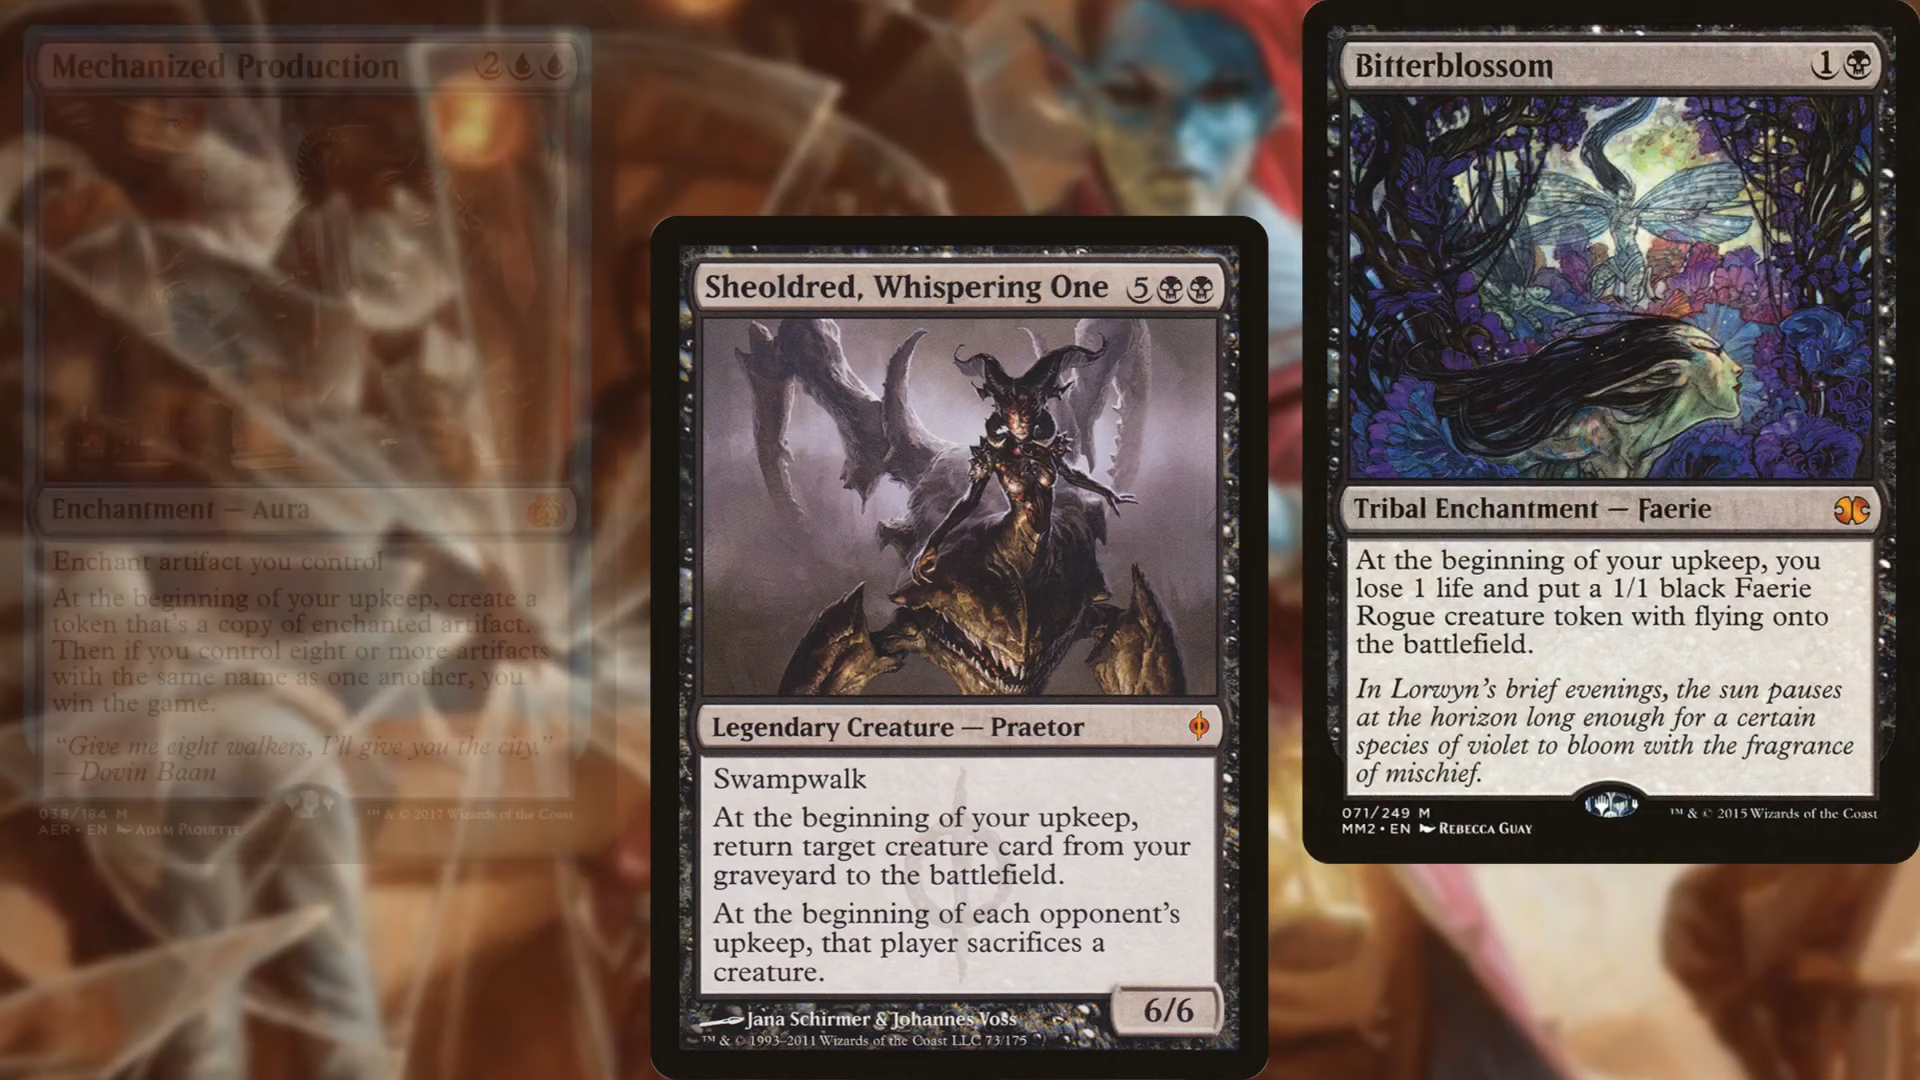 Mechanized Production 2
Enchantment — Aura
Enchant artifact you control
At the beginning of your upkeep, create a
token that's a copy of enchanted artifact.
Then if you control eight or more artifacts
with the same name as one another, you
win the game.
"Give me eight walkers, I'll give you the city."
—Dovin Baan
038/184 M
AER • EN Adam Paquette
™ & © 2017 Wizards of the Coast
Sheoldred, Whispering One 5
Legendary Creature — Praetor
Swampwalk
At the beginning of your upkeep,
return target creature card from your
graveyard to the battlefield.
At the beginning of each opponent's
upkeep, that player sacrifices a
creature.
6/6
Jana Schirmer & Johannes Voss
™ & © 1993–2011 Wizards of the Coast LLC 73/175
Bitterblossom 1
Tribal Enchantment — Faerie
At the beginning of your upkeep, you
lose 1 life and put a 1/1 black Faerie
Rogue creature token with flying onto
the battlefield.
In Lorwyn's brief evenings, the sun pauses
at the horizon long enough for a certain
species of violet to bloom with the fragrance
of mischief.
071/249 M
MM2 • EN Rebecca Guay
™ & © 2015 Wizards of the Coast